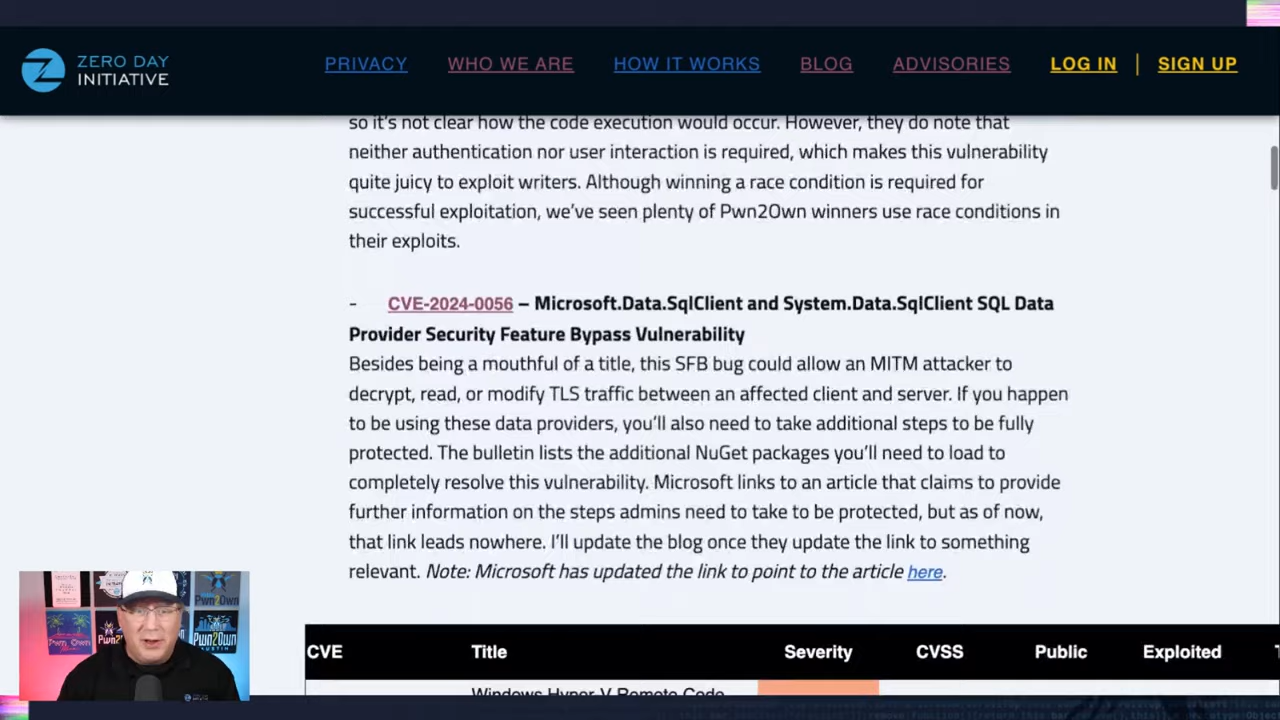 ZERO DAY
INITIATIVE
PRIVACY
WHO WE ARE
HOW IT WORKS
BLOG
ADVISORIES
LOG IN
SIGN UP
so it's not clear how the code execution would occur. However, they do note that
neither authentication nor user interaction is required, which makes this vulnerability
quite juicy to exploit writers. Although winning a race condition is required for
successful exploitation, we've seen plenty of Pwn2Own winners use race conditions in
their exploits.
- CVE-2024-0056 – Microsoft.Data.SqlClient and System.Data.SqlClient SQL Data
Provider Security Feature Bypass Vulnerability
Besides being a mouthful of a title, this SFB bug could allow an MITM attacker to
decrypt, read, or modify TLS traffic between an affected client and server. If you happen
to be using these data providers, you'll also need to take additional steps to be fully
protected. The bulletin lists the additional NuGet packages you'll need to load to
completely resolve this vulnerability. Microsoft links to an article that claims to provide
further information on the steps admins need to take to be protected, but as of now,
that link leads nowhere. I'll update the blog once they update the link to something
relevant. Note: Microsoft has updated the link to point to the article here.
CVE Title Severity CVSS Public Exploited
Windows Hyper-V Remote Code
Pwn2Own
Pwn Own
Pwn2Own
AUSTIN